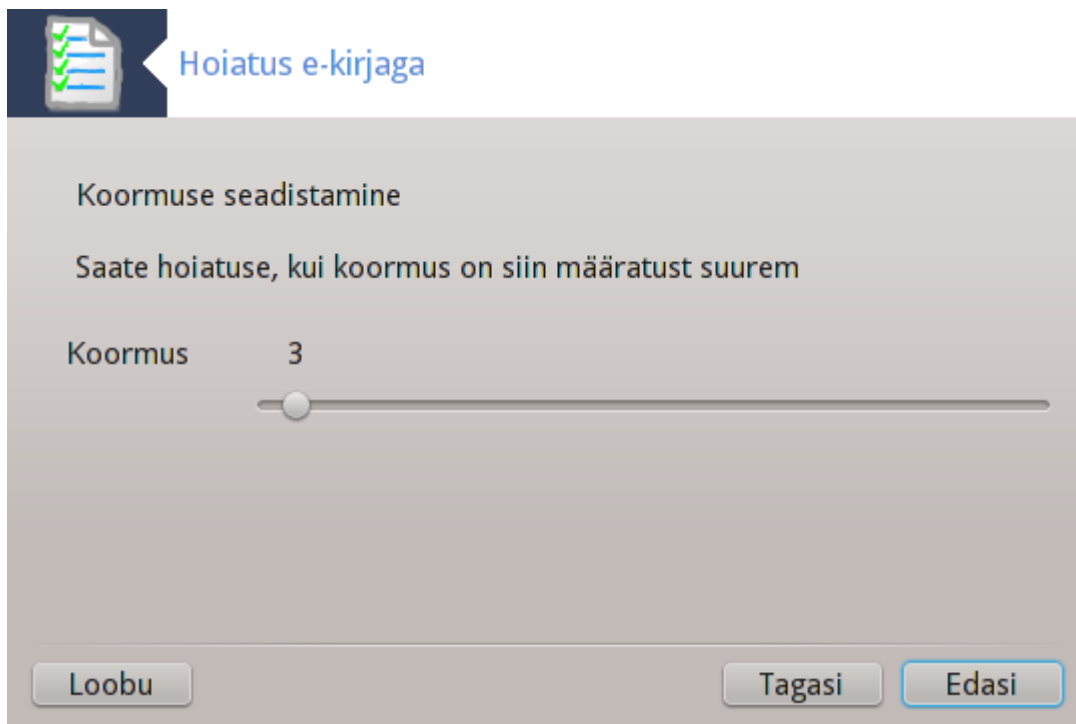 Hoiatus e-kirjaga
Koormuse seadistamine
Saate hoiatuse, kui koormus on siin määratust suurem
Koormus 3
Loobu Tagasi Edasi